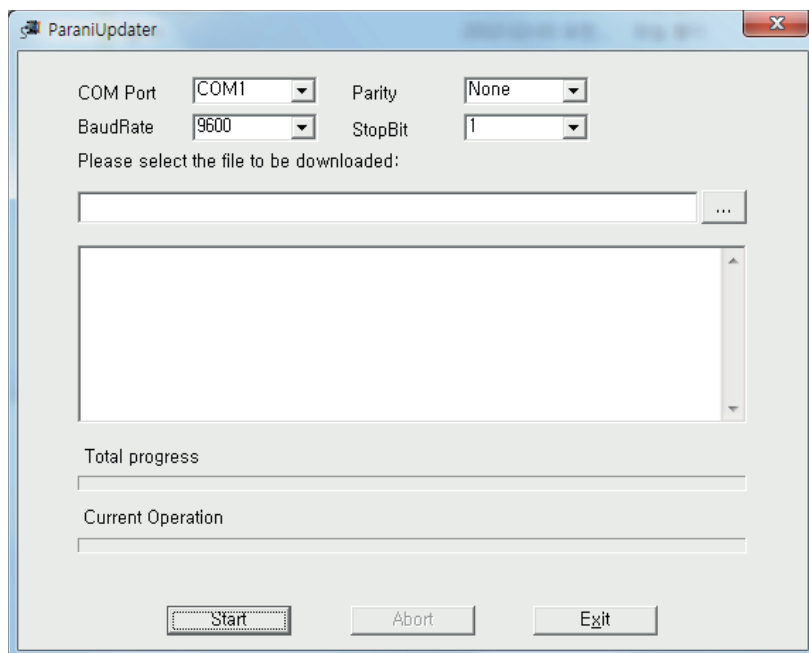 ParaniUpdater
COM Port COM1 Parity None
BaudRate 9600 StopBit 1
Please select the file to be downloaded:
...
Total progress
Current Operation
Start Abort Exit